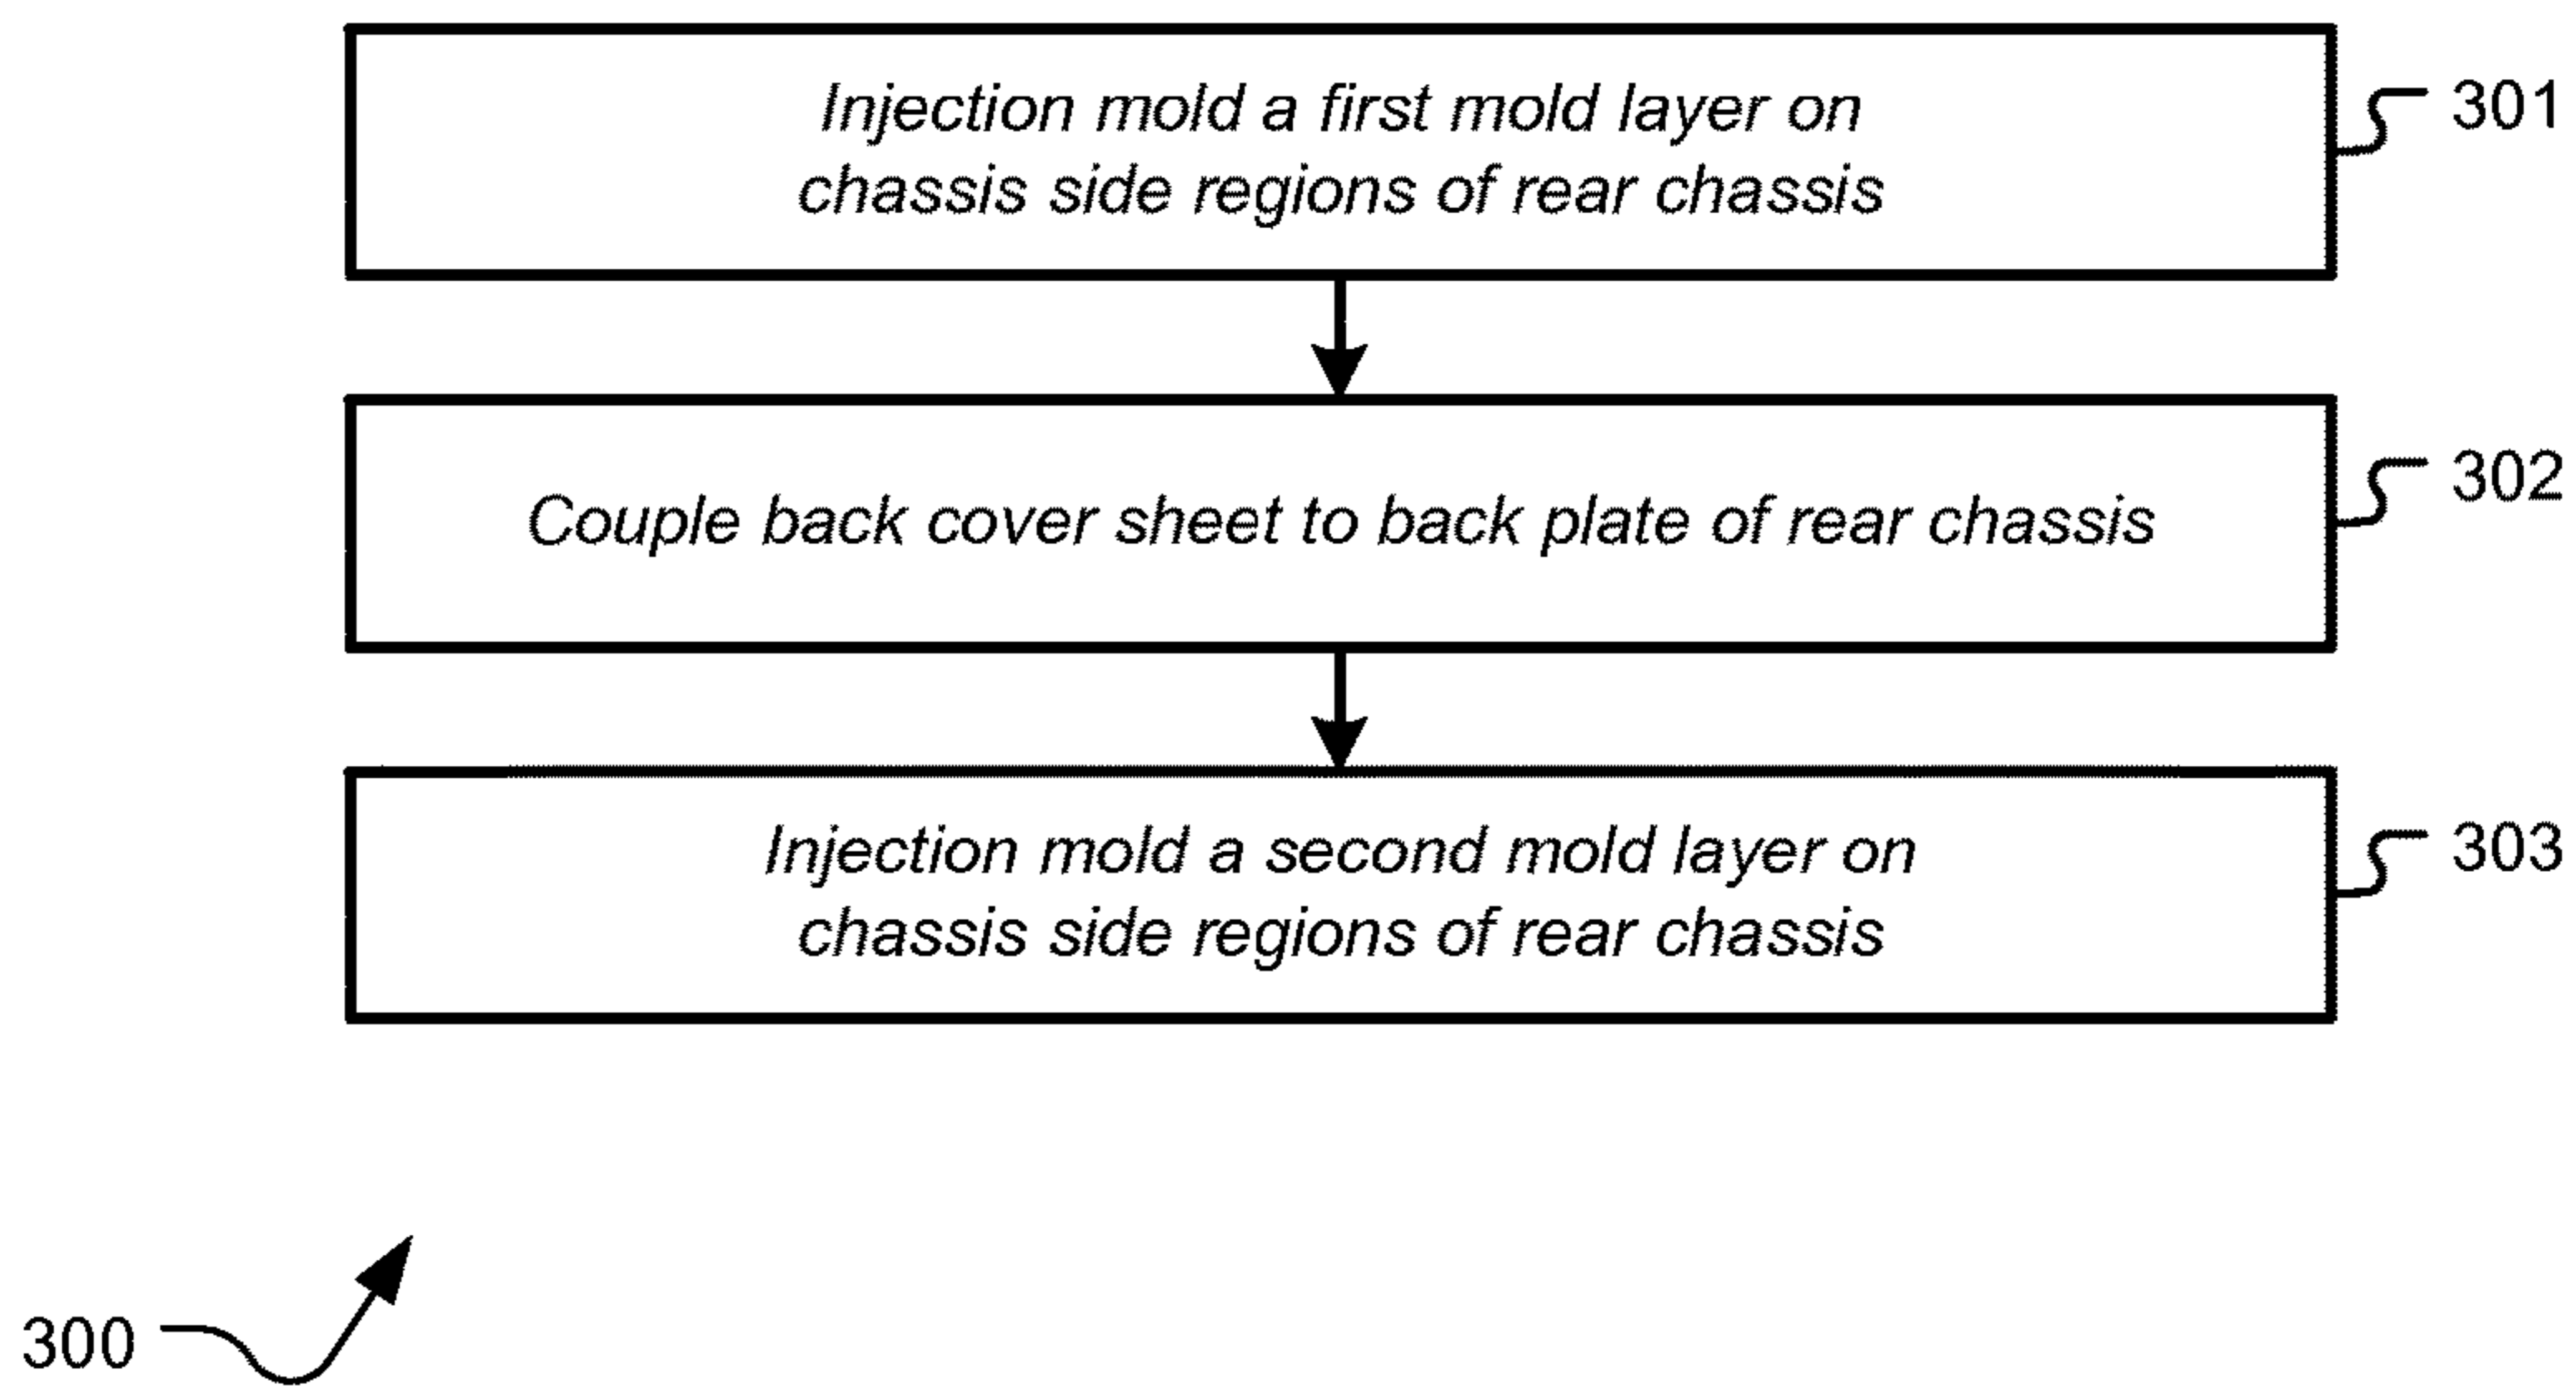 Injection mold a first mold layer on
chassis side regions of rear chassis
301
Couple back cover sheet to back plate of rear chassis
302
Injection mold a second mold layer on
chassis side regions of rear chassis
303
300